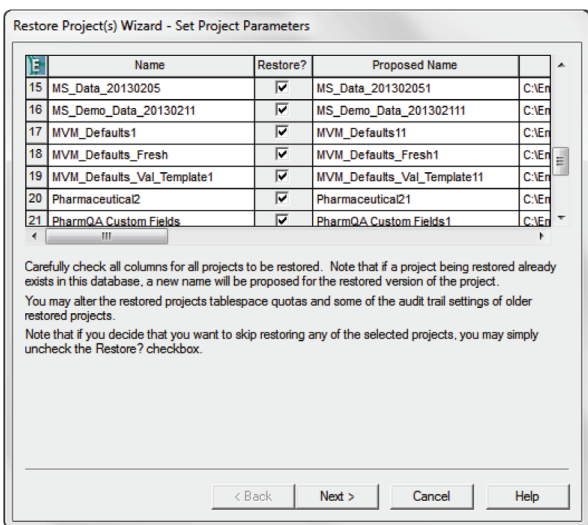 Restore Project(s) Wizard - Set Project Parameters
Name Restore? Proposed Name
15 MS_Data_20130205 MS_Data_201302051 C:\En
16 MS_Demo_Data_20130211 MS_Demo_Data_201302111 C:\En
17 MVM_Defaults1 MVM_Defaults11 C:\En
18 MVM_Defaults_Fresh MVM_Defaults_Fresh1 C:\En
19 MVM_Defaults_Val_Template1 MVM_Defaults_Val_Template11 C:\En
20 Pharmaceutical2 Pharmaceutical21 C:\En
21 PharmQA Custom Fields PharmQA Custom Fields1 C:\En
Carefully check all columns for all projects to be restored. Note that if a project being restored already
exists in this database, a new name will be proposed for the restored version of the project.
You may alter the restored projects tablespace quotas and some of the audit trail settings of older
restored projects.
Note that if you decide that you want to skip restoring any of the selected projects, you may simply
uncheck the Restore? checkbox.
< Back Next > Cancel Help